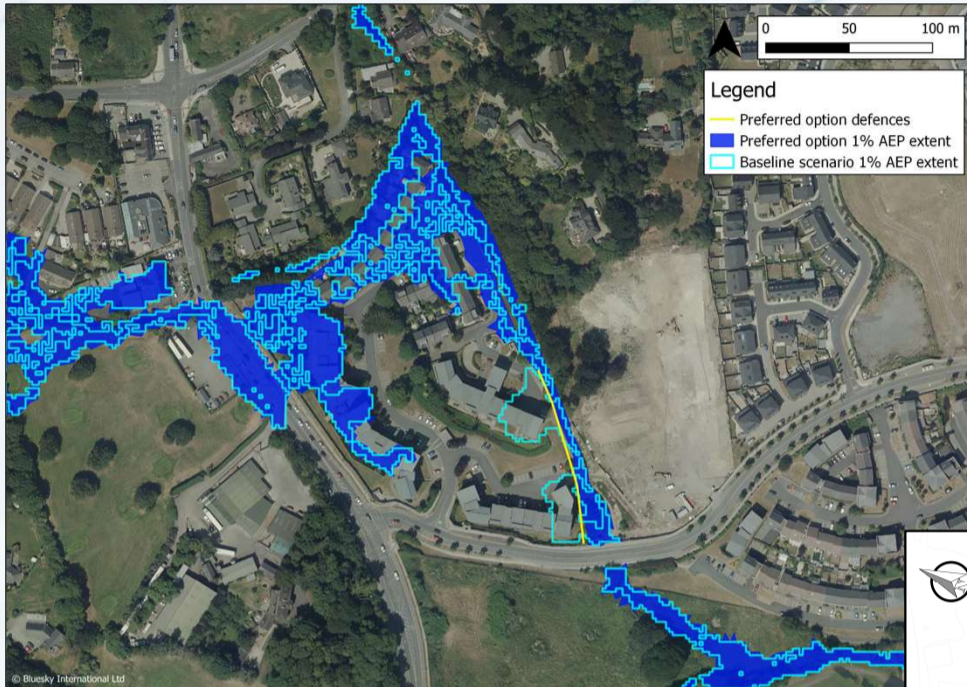 0 50 100 m
Legend
Preferred option defences
Preferred option 1% AEP extent
Baseline scenario 1% AEP extent
© Bluesky International Ltd